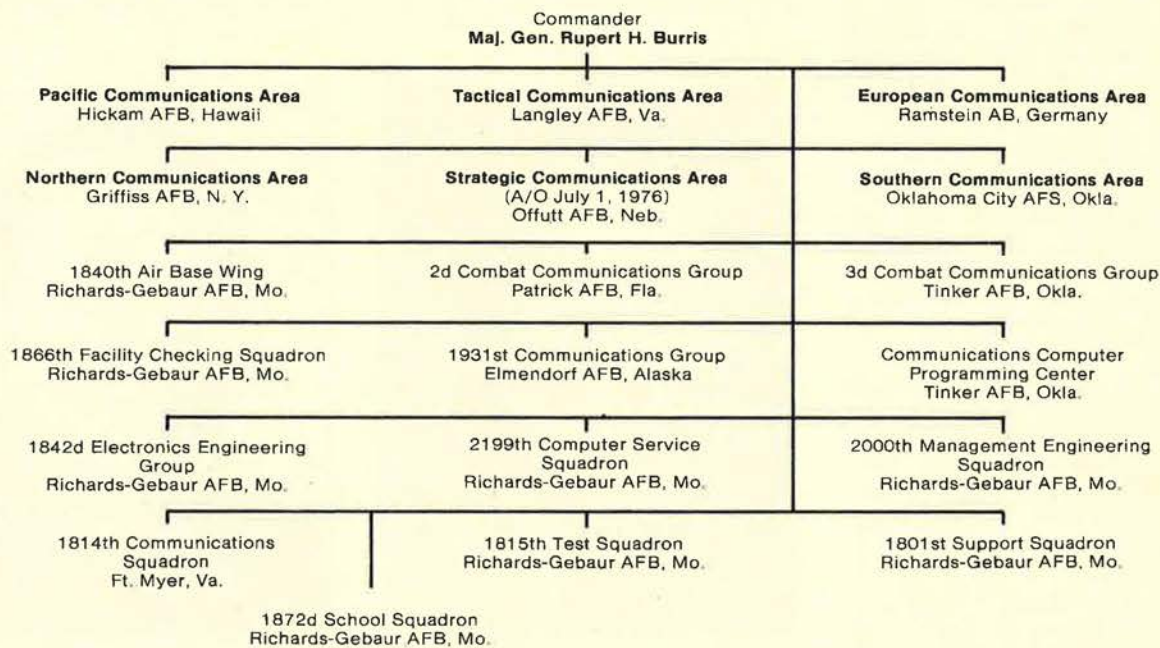 Commander
Maj. Gen. Rupert H. Burris
Pacific Communications Area
Hickam AFB, Hawaii
Tactical Communications Area
Langley AFB, Va.
European Communications Area
Ramstein AB, Germany
Northern Communications Area
Griffiss AFB, N. Y.
Strategic Communications Area
(A/O July 1, 1976)
Offutt AFB, Neb.
Southern Communications Area
Oklahoma City AFS, Okla.
1840th Air Base Wing
Richards-Gebaur AFB, Mo.
2d Combat Communications Group
Patrick AFB, Fla.
3d Combat Communications Group
Tinker AFB, Okla.
1866th Facility Checking Squadron
Richards-Gebaur AFB, Mo.
1931st Communications Group
Elmendorf AFB, Alaska
Communications Computer
Programming Center
Tinker AFB, Okla.
1842d Electronics Engineering
Group
Richards-Gebaur AFB, Mo.
2199th Computer Service
Squadron
Richards-Gebaur AFB, Mo.
2000th Management Engineering
Squadron
Richards-Gebaur AFB, Mo.
1814th Communications
Squadron
Ft. Myer, Va.
1815th Test Squadron
Richards-Gebaur AFB, Mo.
1801st Support Squadron
Richards-Gebaur AFB, Mo.
1872d School Squadron
Richards-Gebaur AFB, Mo.